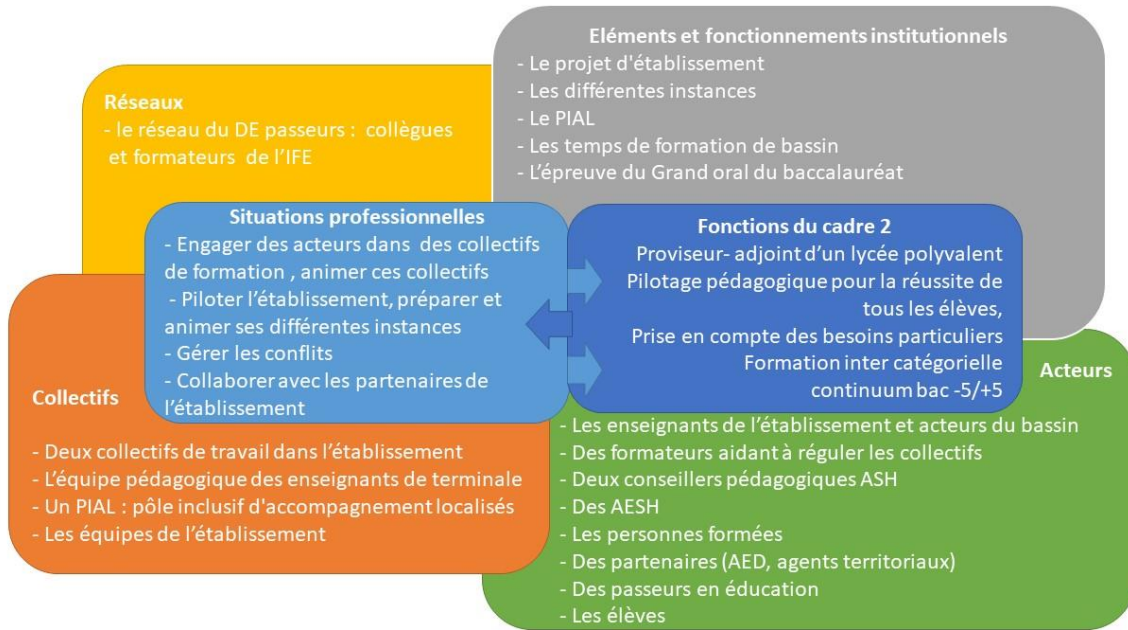 Réseaux
- le réseau du DE passeurs : collègues
et formateurs de l'IFE
Eléments et fonctionnements institutionnels
- Le projet d'établissement
- Les différentes instances
- Le PIAL
- Les temps de formation de bassin
- L'épreuve du Grand oral du baccalauréat
Situations professionnelles
- Engager des acteurs dans des collectifs
de formation , animer ces collectifs
- Piloter l'établissement, préparer et
animer ses différentes instances
- Gérer les conflits
- Collaborer avec les partenaires de
l'établissement
Fonctions du cadre 2
Proviseur- adjoint d'un lycée polyvalent
Pilotage pédagogique pour la réussite de
tous les élèves,
Prise en compte des besoins particuliers
Formation inter catégorielle
continuum bac -5/+5
Collectifs
- Deux collectifs de travail dans l'établissement
- L'équipe pédagogique des enseignants de terminale
- Un PIAL : pôle inclusif d'accompagnement localisés
- Les équipes de l'établissement
Acteurs
- Les enseignants de l'établissement et acteurs du bassin
- Des formateurs aidant à réguler les collectifs
- Deux conseillers pédagogiques ASH
- Des AESH
- Les personnes formées
- Des partenaires (AED, agents territoriaux)
- Des passeurs en éducation
- Les élèves